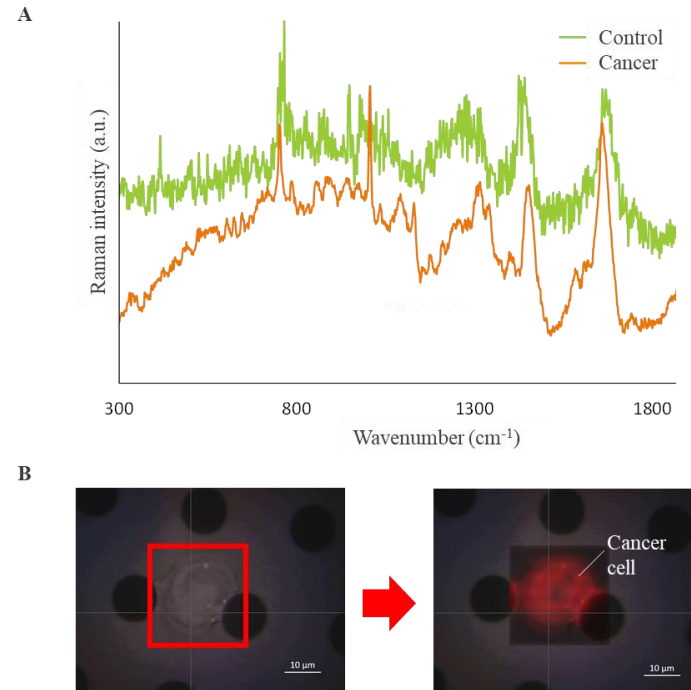 A
Control
Cancer
Raman intensity (a.u.)
300
800
1300
1800
Wavenumber (cm-1)
B
Cancer
cell
10 µm
10 µm